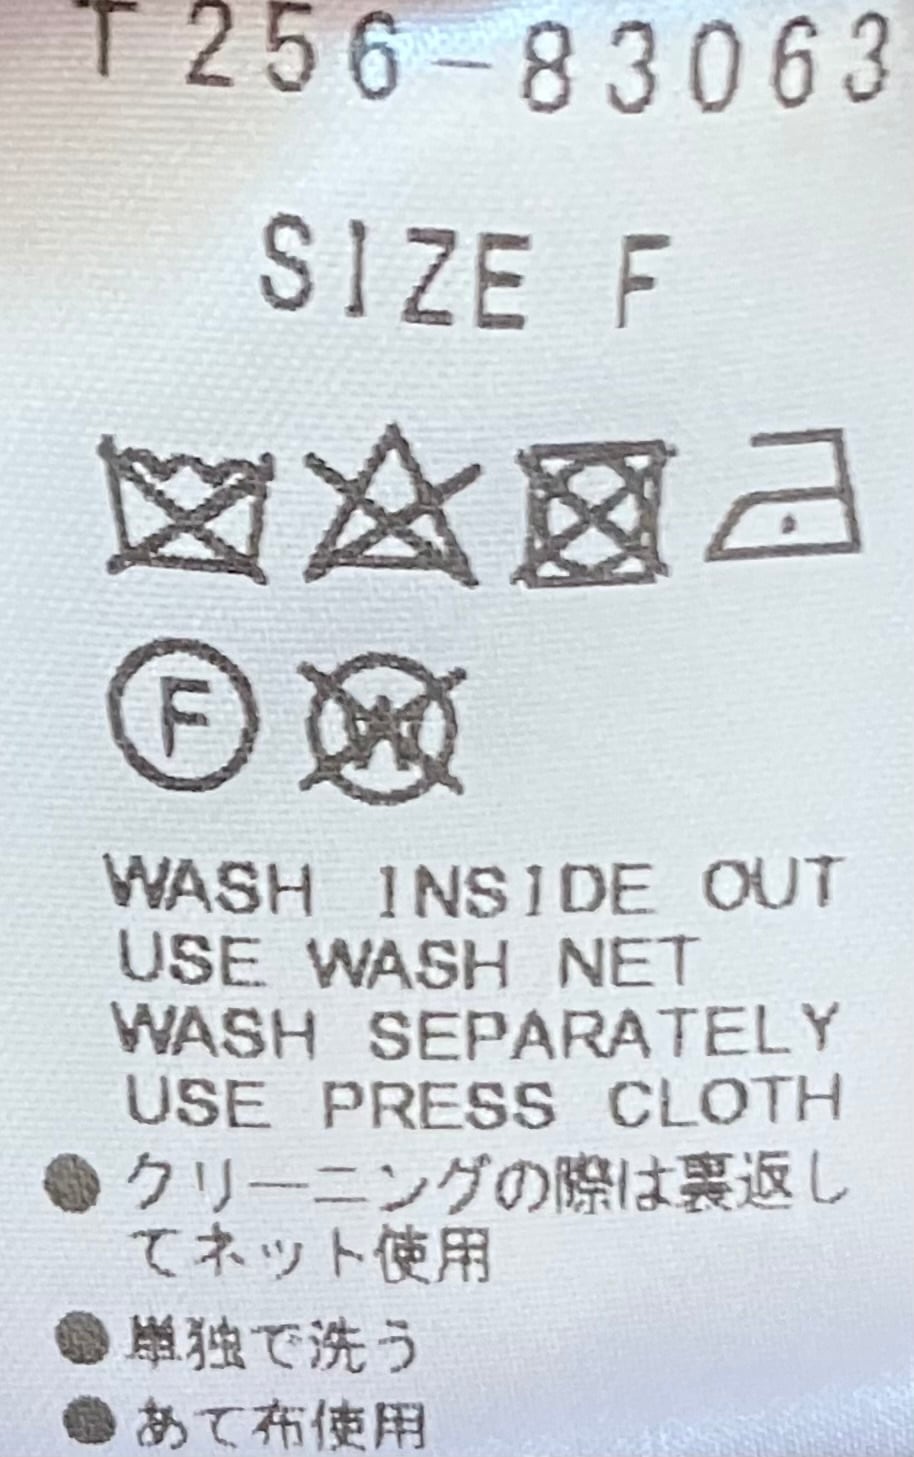 T256-83063
SIZE F
F
W
WASH INSIDE OUT
USE WASH NET
WASH SEPARATELY
USE PRESS CLOTH
●クリーニングの際は裏返し
てネット使用
●単独で洗う
●あて布使用